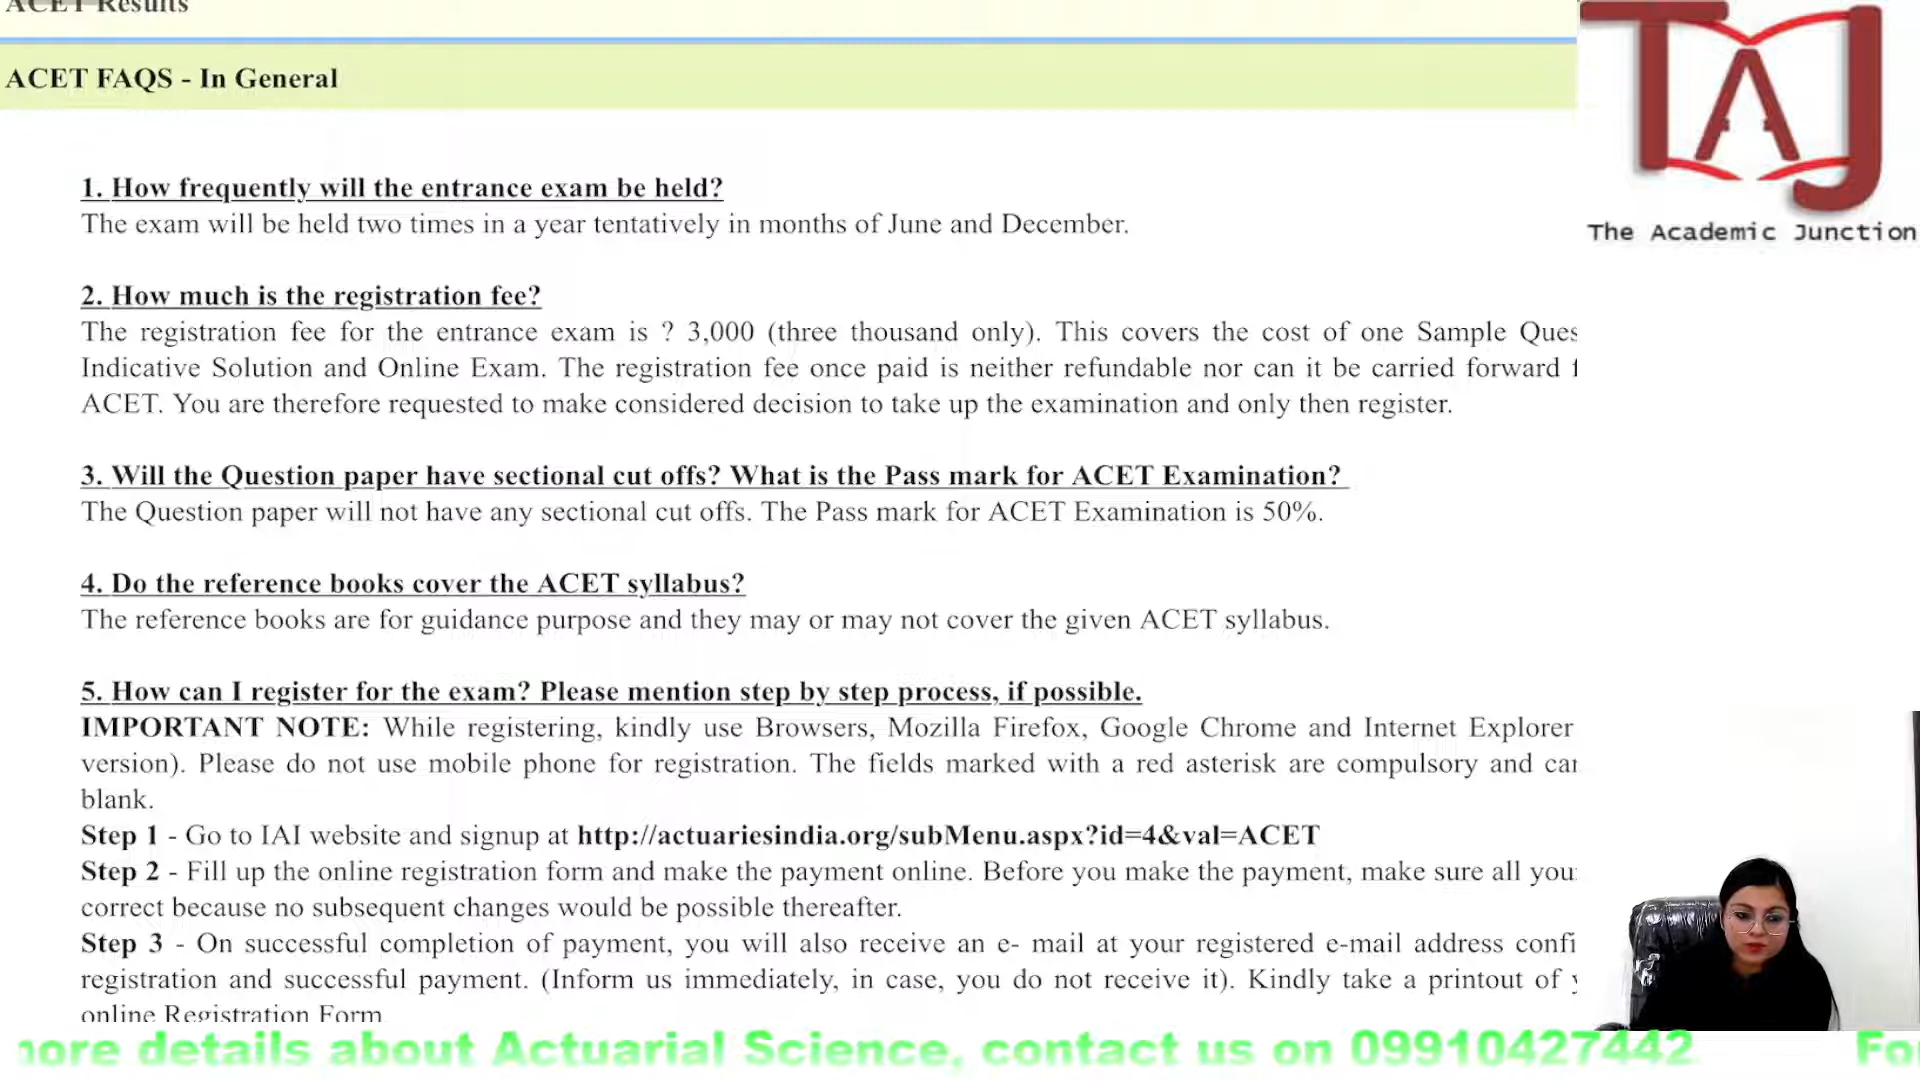 ACET Results
ACET FAQS - In General
TAJ
The Academic Junction
1. How frequently will the entrance exam be held?
The exam will be held two times in a year tentatively in months of June and December.
2. How much is the registration fee?
The registration fee for the entrance exam is ? 3,000 (three thousand only). This covers the cost of one Sample Ques
Indicative Solution and Online Exam. The registration fee once paid is neither refundable nor can it be carried forward
ACET. You are therefore requested to make considered decision to take up the examination and only then register.
3. Will the Question paper have sectional cut offs? What is the Pass mark for ACET Examination?
The Question paper will not have any sectional cut offs. The Pass mark for ACET Examination is 50%.
4. Do the reference books cover the ACET syllabus?
The reference books are for guidance purpose and they may or may not cover the given ACET syllabus.
5. How can I register for the exam? Please mention step by step process, if possible.
IMPORTANT NOTE: While registering, kindly use Browsers, Mozilla Firefox, Google Chrome and Internet Explorer
version). Please do not use mobile phone for registration. The fields marked with a red asterisk are compulsory and can
blank.
Step 1 - Go to IAI website and signup at http://actuariesindia.org/subMenu.aspx?id=4&val=ACET
Step 2 - Fill up the online registration form and make the payment online. Before you make the payment, make sure all you
correct because no subsequent changes would be possible thereafter.
Step 3 - On successful completion of payment, you will also receive an e- mail at your registered e-mail address confi
registration and successful payment. (Inform us immediately, in case, you do not receive it). Kindly take a printout of
online Registration Form
more details about Actuarial Science, contact us on 09910427442 Fo